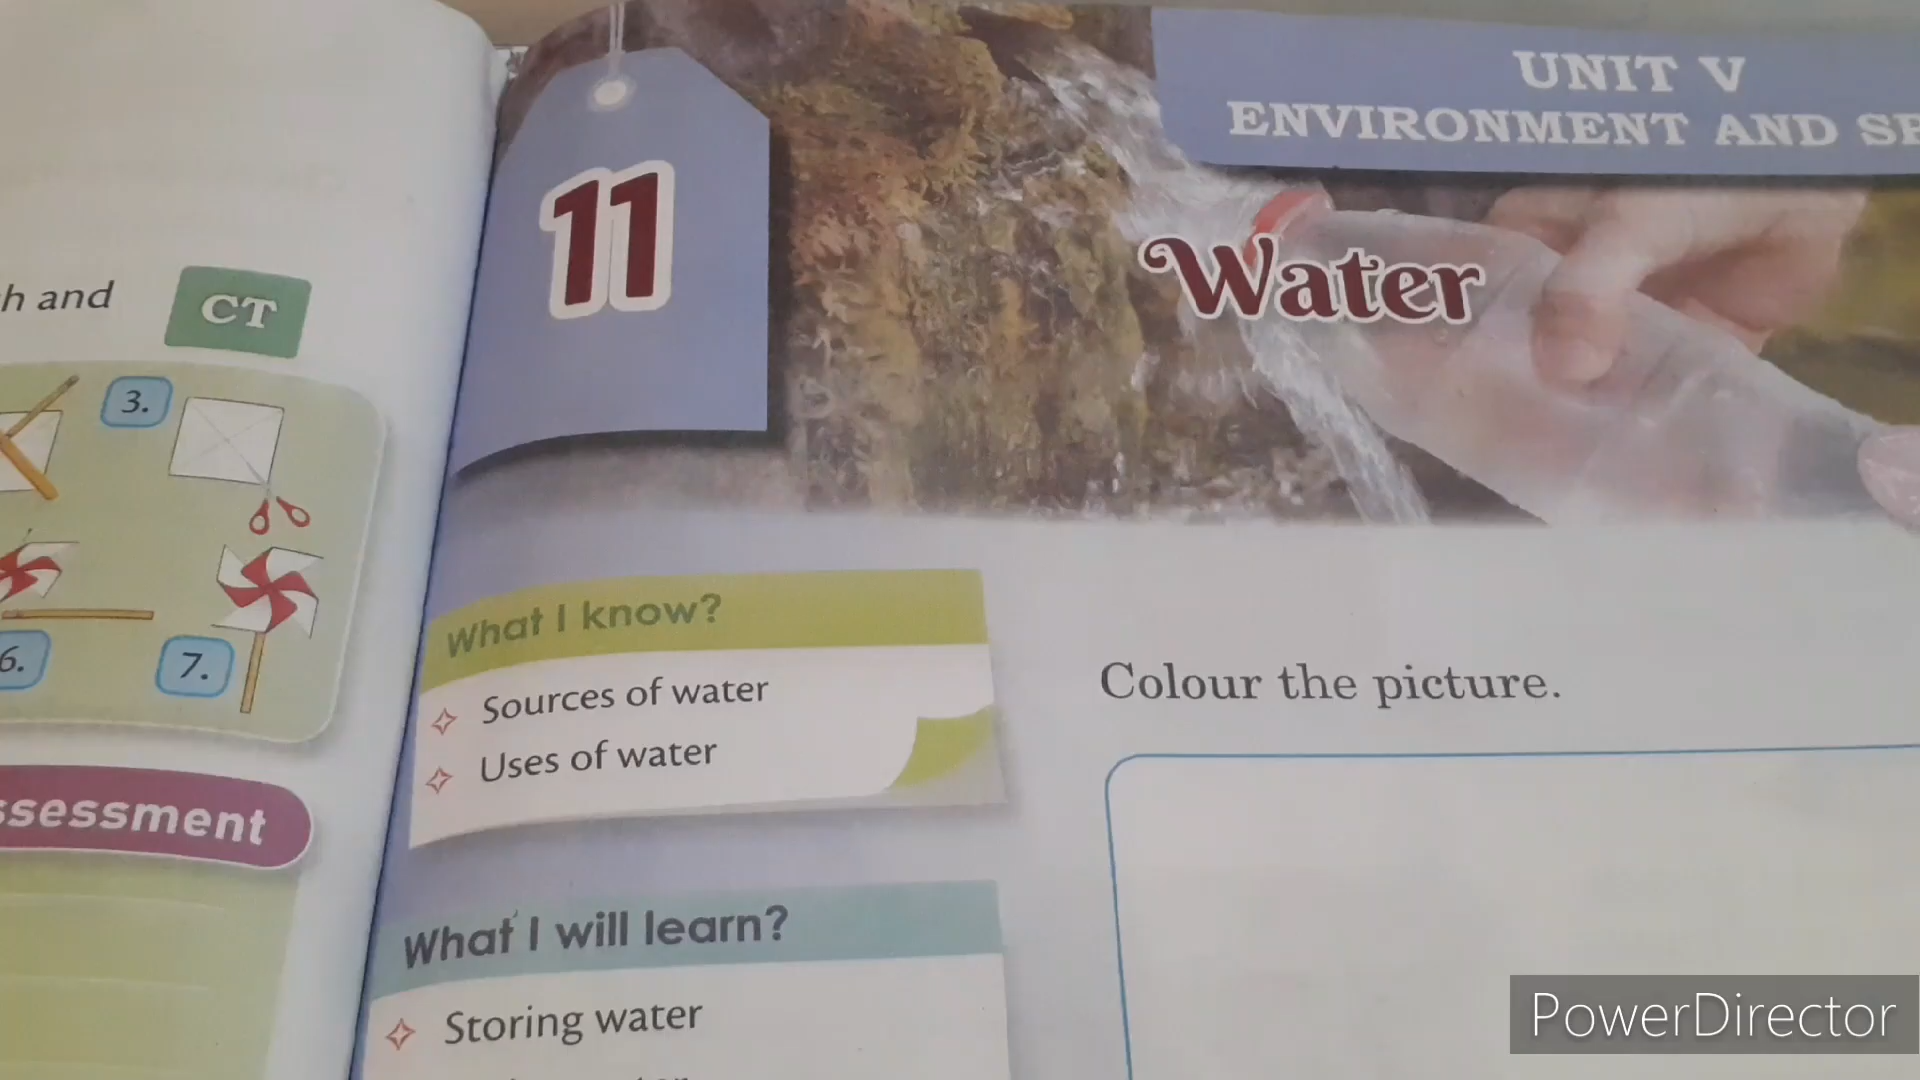 h and
CT
3.
6.
7.
ssessment
11
UNIT V
ENVIRONMENT AND
Water
What I know?
Sources of water
Uses of water
What I will learn?
Storing water
Colour the picture.
PowerDirector